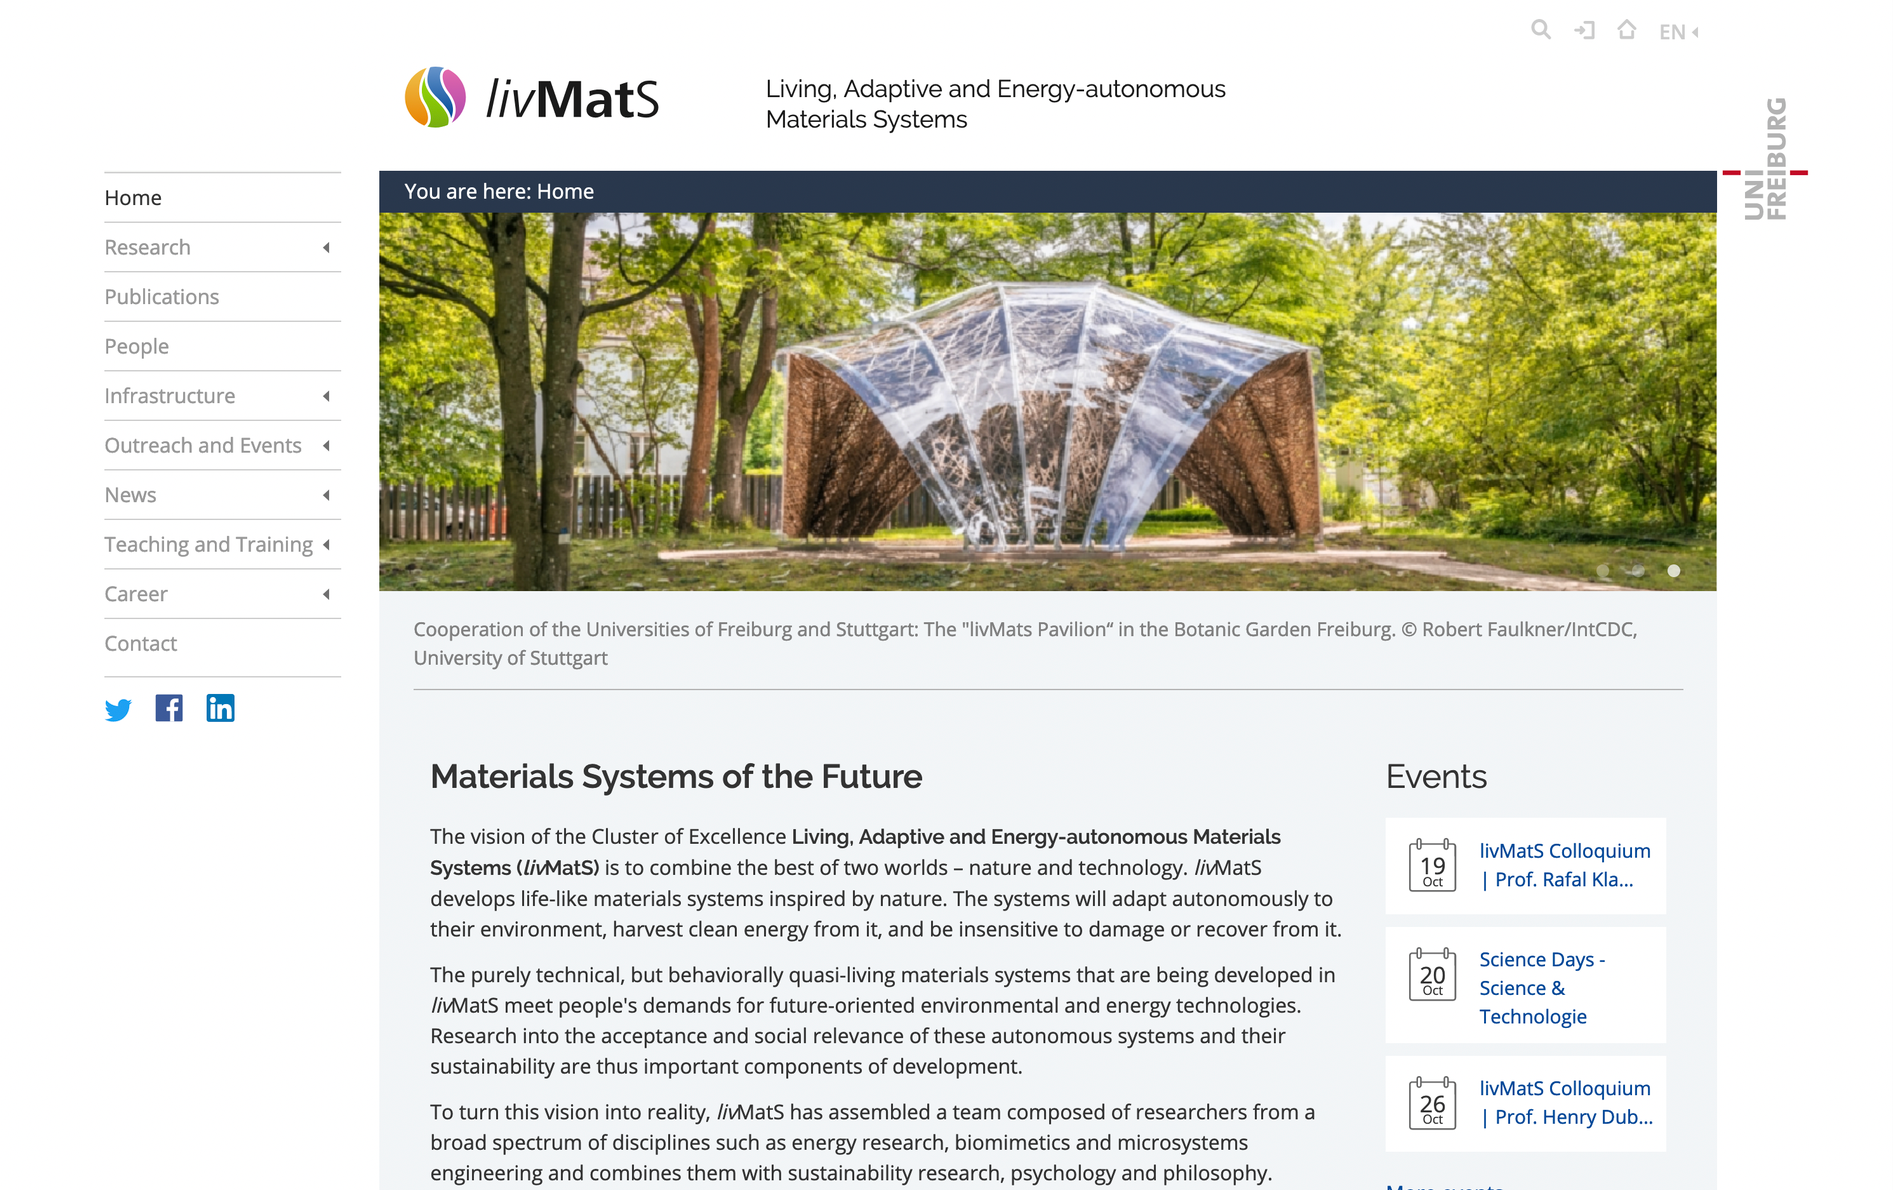 EN
livMatS
Living, Adaptive and Energy-autonomous
Materials Systems
UNI
FREIBURG
You are here: Home
Home
Research
Publications
People
Infrastructure
Outreach and Events
News
Teaching and Training
Career
Contact
Cooperation of the Universities of Freiburg and Stuttgart: The "livMats Pavilion“ in the Botanic Garden Freiburg. © Robert Faulkner/IntCDC,
University of Stuttgart
Materials Systems of the Future
The vision of the Cluster of Excellence Living, Adaptive and Energy-autonomous Materials
Systems (livMatS) is to combine the best of two worlds – nature and technology. livMatS
develops life-like materials systems inspired by nature. The systems will adapt autonomously to
their environment, harvest clean energy from it, and be insensitive to damage or recover from it.
The purely technical, but behaviorally quasi-living materials systems that are being developed in
livMatS meet people's demands for future-oriented environmental and energy technologies.
Research into the acceptance and social relevance of these autonomous systems and their
sustainability are thus important components of development.
To turn this vision into reality, livMatS has assembled a team composed of researchers from a
broad spectrum of disciplines such as energy research, biomimetics and microsystems
engineering and combines them with sustainability research, psychology and philosophy.
Events
19
Oct
livMatS Colloquium
| Prof. Rafal Kla...
20
Oct
Science Days -
Science &
Technologie
26
Oct
livMatS Colloquium
| Prof. Henry Dub...
More events